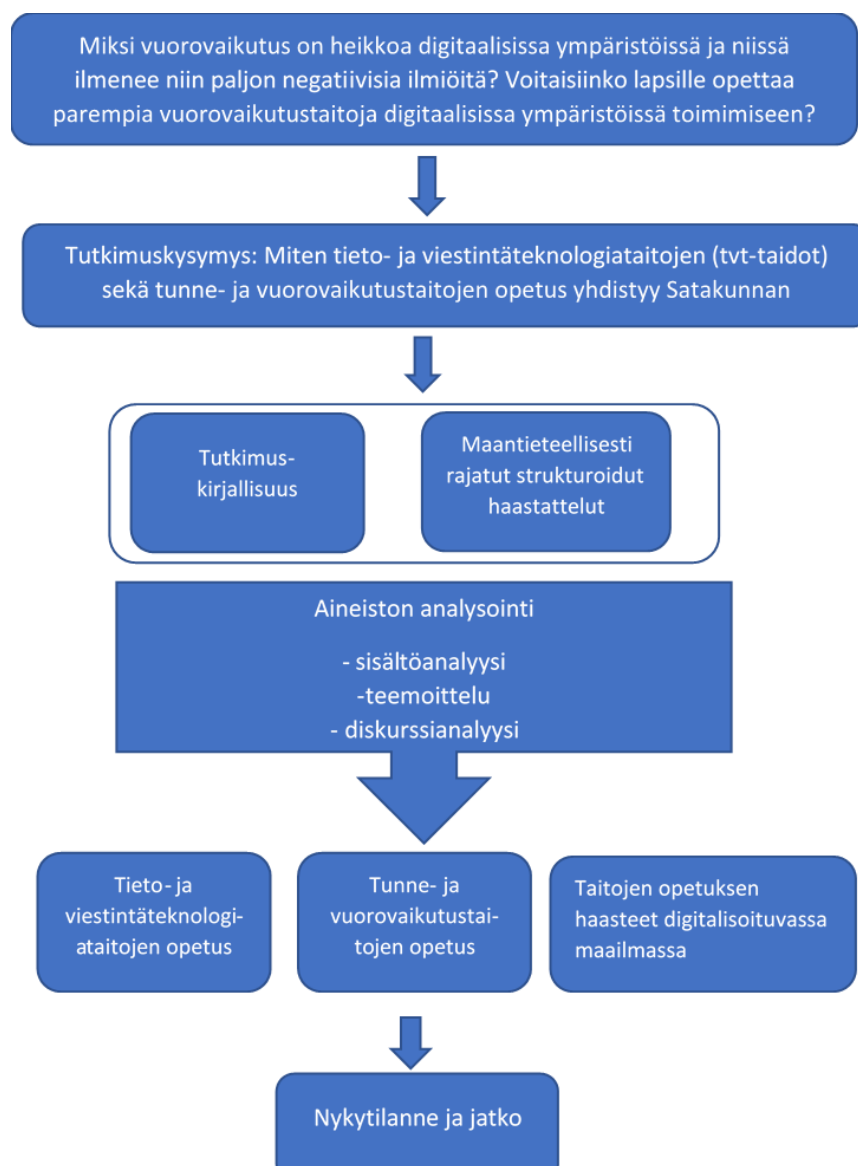 Miksi vuorovaikutus on heikkoa digitaalisissa ympäristöissä ja niissä
ilmenee niin paljon negatiivisia ilmiöitä? Voitaisiinko lapsille opettaa
parempia vuorovaikutustaitoja digitaalisissa ympäristöissä toimimiseen?
Tutkimuskysymys: Miten tieto- ja viestintäteknologiataitojen (tvt-taidot)
sekä tunne- ja vuorovaikutustaitojen opetus yhdistyy Satakunnan
Tutkimus-
kirjallisuus
Maantieteellisesti
rajatut strukturoidut
haastattelut
Aineiston analysointi
- sisältöanalyysi
-teemoittelu
- diskurssianalyysi
Tieto- ja
viestintäteknologi-
ataitojen opetus
Tunne- ja
vuorovaikutustai-
tojen opetus
Taitojen opetuksen
haasteet digitalisoituvassa
maailmassa
Nykytilanne ja jatko